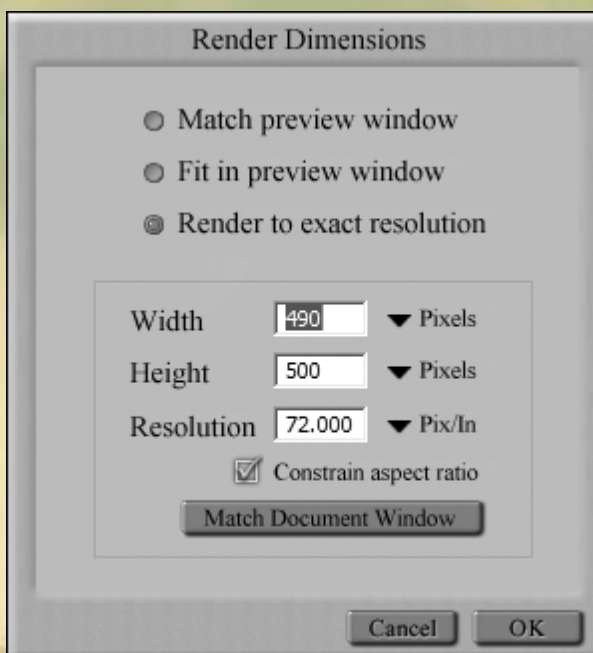 Render Dimensions
Match preview window
Fit in preview window
Render to exact resolution
Width 490 Pixels
Height 500 Pixels
Resolution 72.000 Pix/In
Constrain aspect ratio
Match Document Window
Cancel OK